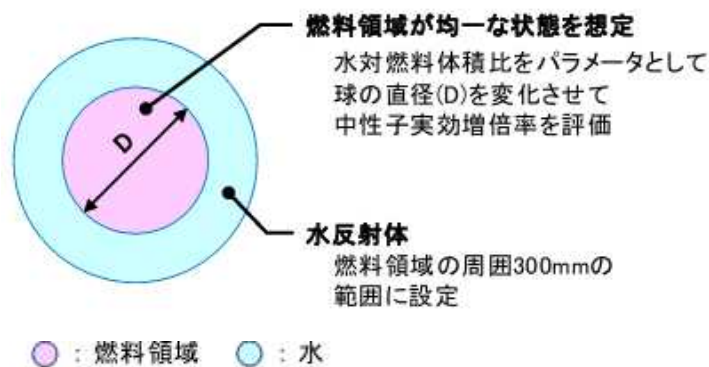 燃料領域が均一な状態を想定
水対燃料体積比をパラメータとして
球の直径(D)を変化させて
中性子実効増倍率を評価
D
水反射体
燃料領域の周囲300mmの
範囲に設定
：燃料領域　：水